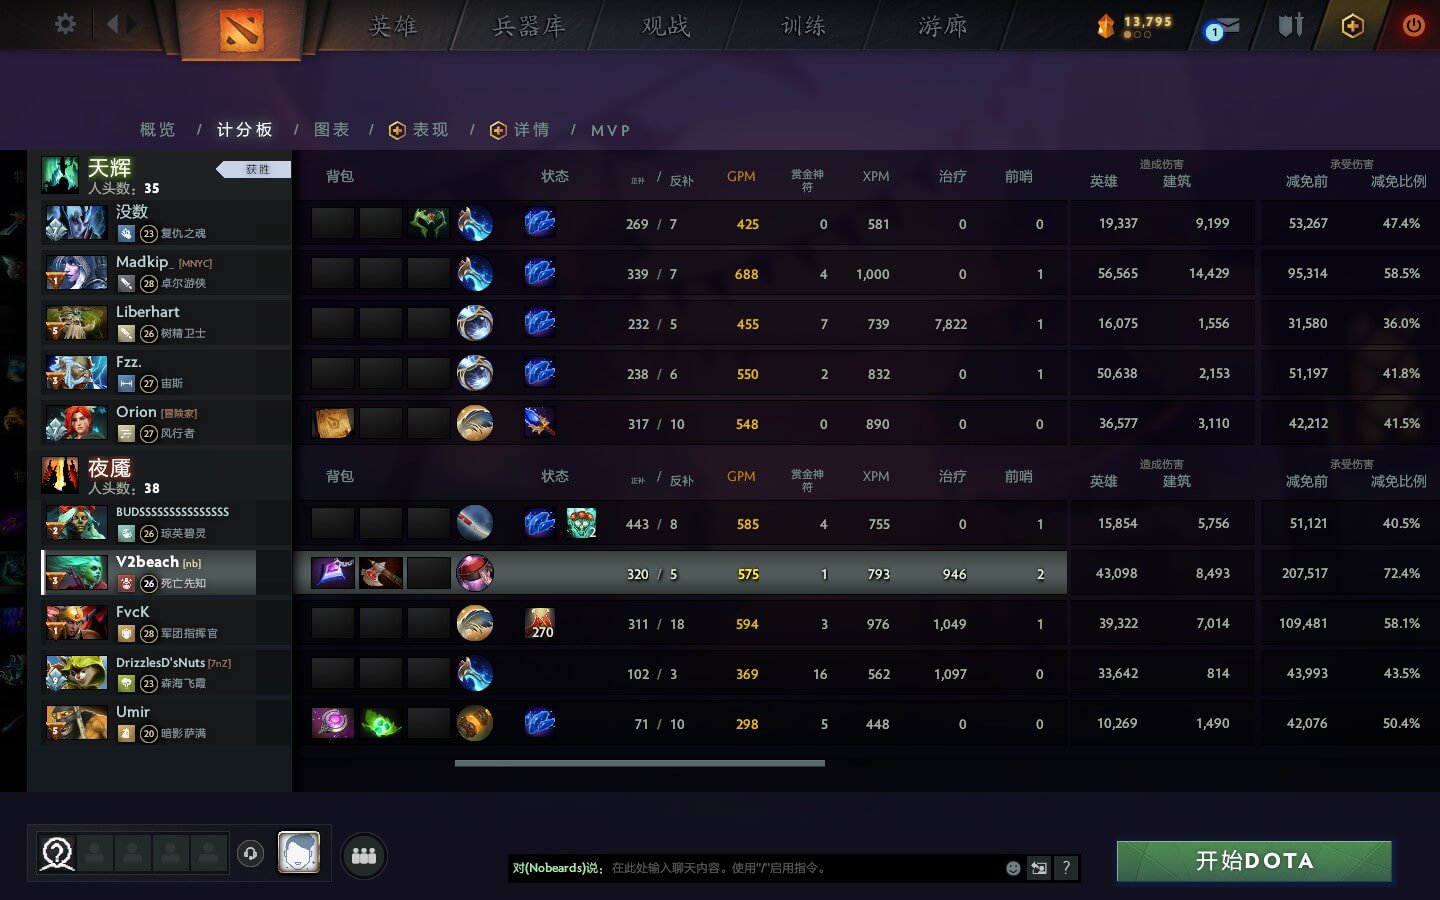 英雄 兵器库 观战 训练 游廊 13,795 1
概览 / 计分板 / 图表 / 表现 / 详情 / MVP
天辉 获胜
人头数: 35
背包 状态 正补 / 反补 GPM 赏金神符 XPM 治疗 前哨 造成伤害 英雄 建筑 承受伤害 减免前 减免比例
7 没数 23 复仇之魂 269 / 7 425 0 581 0 0 19,337 9,199 53,267 47.4%
1 Madkip_ [MNYC] 28 卓尔游侠 339 / 7 688 4 1,000 0 1 56,565 14,429 95,314 58.5%
5 Liberhart 26 树精卫士 232 / 5 455 7 739 7,822 1 16,075 1,556 31,580 36.0%
3 Fzz. 27 宙斯 238 / 6 550 2 832 0 1 50,638 2,153 51,197 41.8%
7 Orion [冒険家] 27 风行者 317 / 10 548 0 890 0 0 36,577 3,110 42,212 41.5%
夜魇
人头数: 38
背包 状态 正补 / 反补 GPM 赏金神符 XPM 治疗 前哨 造成伤害 英雄 建筑 承受伤害 减免前 减免比例
2 BUDSSSSSSSSSSSSSSS 26 琼英碧灵 2 443 / 8 585 4 755 0 1 15,854 5,756 51,121 40.5%
3 V2beach [nb] 26 死亡先知 320 / 5 575 1 793 946 2 43,098 8,493 207,517 72.4%
1 FvcK 28 军团指挥官 270 311 / 18 594 3 976 1,049 1 39,322 7,014 109,481 58.1%
DrizzlesD'sNuts [7nZ] 23 森海飞霞 102 / 3 369 16 562 1,097 0 33,642 814 43,993 43.5%
5 Umir 20 暗影萨满 71 / 10 298 5 448 0 0 10,269 1,490 42,076 50.4%
对(Nobeards)说: 在此处输入聊天内容。使用“/”启用指令。 ?
开始DOTA